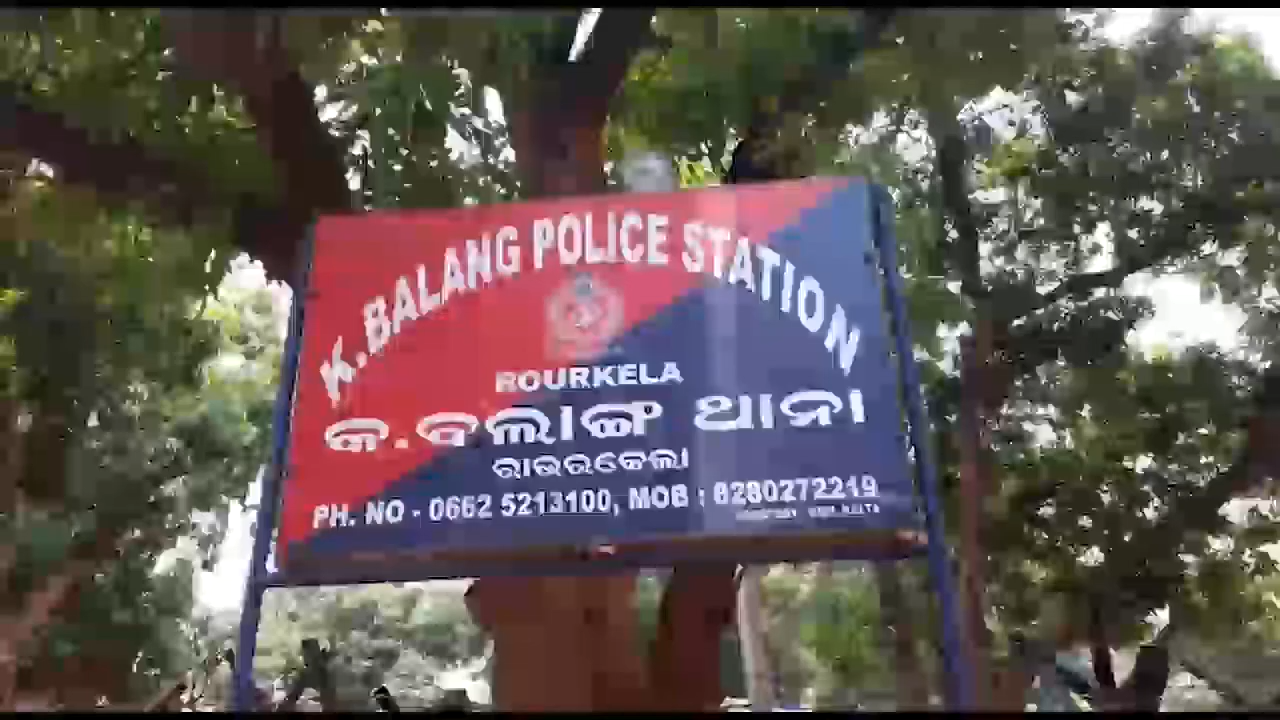 K.BALANG POLICE STATION
ROURKELA
କ.ବଲାଙ୍ଗ ଥାନା
ରାଉରକେଲା
PH. NO - 0662 5213100, MOB : 8280272219